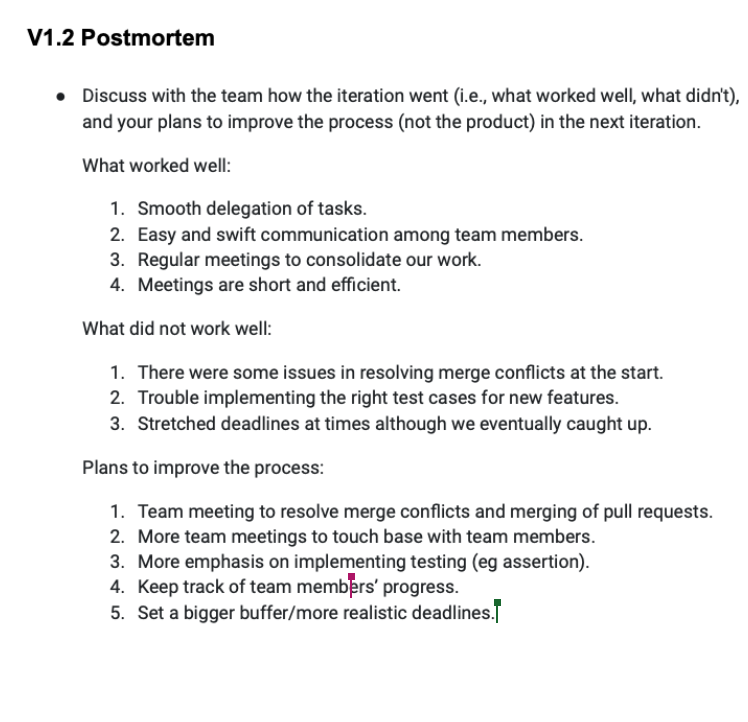 V1.2 Postmortem
● Discuss with the team how the iteration went (i.e., what worked well, what didn't),
and your plans to improve the process (not the product) in the next iteration.
What worked well:
1. Smooth delegation of tasks.
2. Easy and swift communication among team members.
3. Regular meetings to consolidate our work.
4. Meetings are short and efficient.
What did not work well:
1. There were some issues in resolving merge conflicts at the start.
2. Trouble implementing the right test cases for new features.
3. Stretched deadlines at times although we eventually caught up.
Plans to improve the process:
1. Team meeting to resolve merge conflicts and merging of pull requests.
2. More team meetings to touch base with team members.
3. More emphasis on implementing testing (eg assertion).
4. Keep track of team members’ progress.
5. Set a bigger buffer/more realistic deadlines.